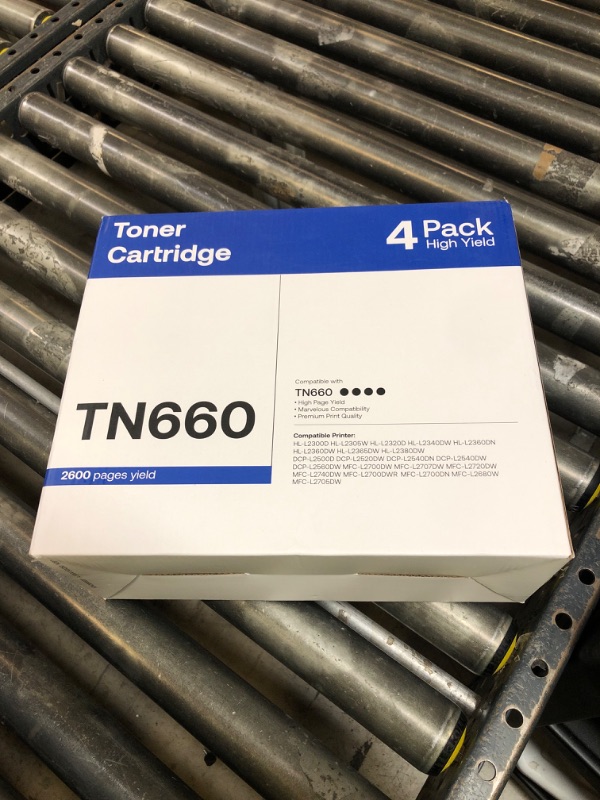 Toner
Cartridge
4 Pack
High Yield
TN660
2600 pages yield
Compatible with
TN660
• High Page Yield
• Marvelous Compatibility
• Premium Print Quality
Compatible Printer:
HL-L2300D HL-L2305W HL-L2320D HL-L2340DW HL-L2360DN
HL-L2360DW HL-L2365DW HL-L2380DW
DCP-L2500D DCP-L2520DW DCP-L2540DN DCP-L2540DW
DCP-L2560DW MFC-L2700DW MFC-L2707DW MFC-L2720DW
MFC-L2740DW MFC-L2700DWR MFC-L2700DN MFC-L2680W
MFC-L2705DW